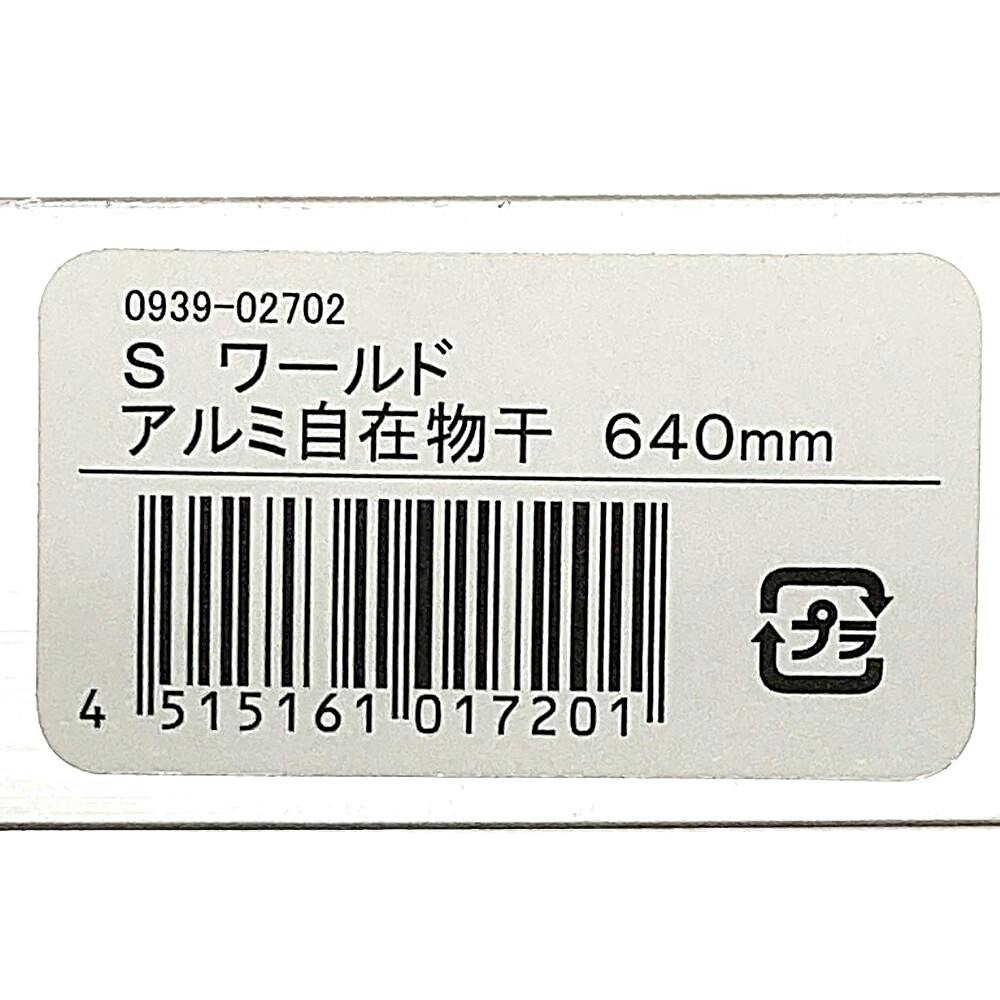 0939-02702
S ワールド
アルミ自在物干 640mm
4 515161 017201
プラ